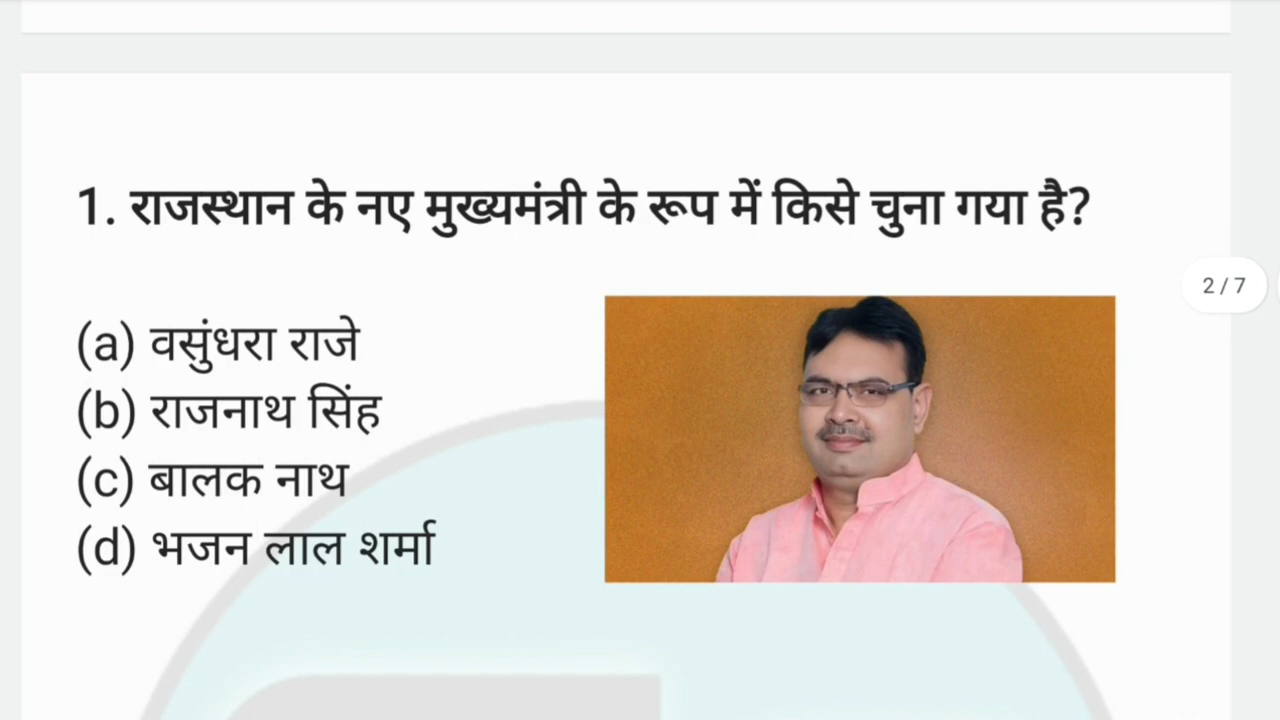 1. राजस्थान के नए मुख्यमंत्री के रूप में किसे चुना गया है?
(a) वसुंधरा राजे
(b) राजनाथ सिंह
(c) बालक नाथ
(d) भजन लाल शर्मा
2 / 7